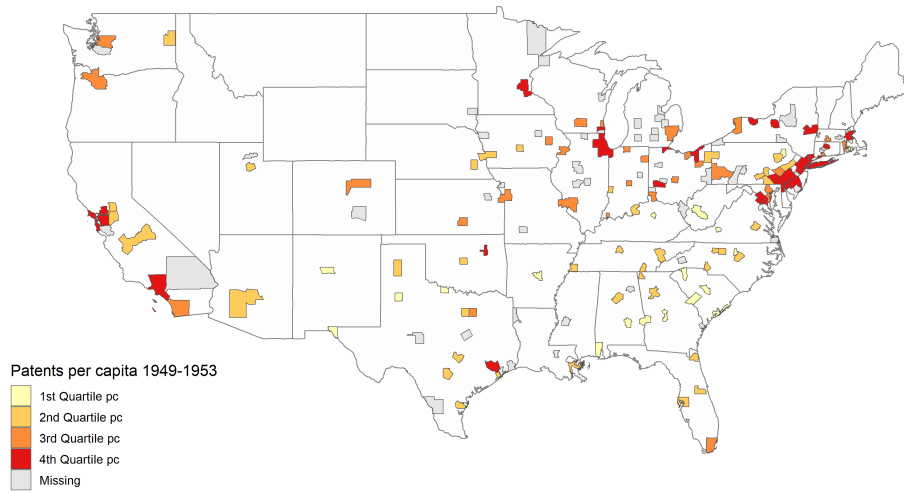 Patents per capita 1949-1953
1st Quartile pc
2nd Quartile pc
3rd Quartile pc
4th Quartile pc
Missing